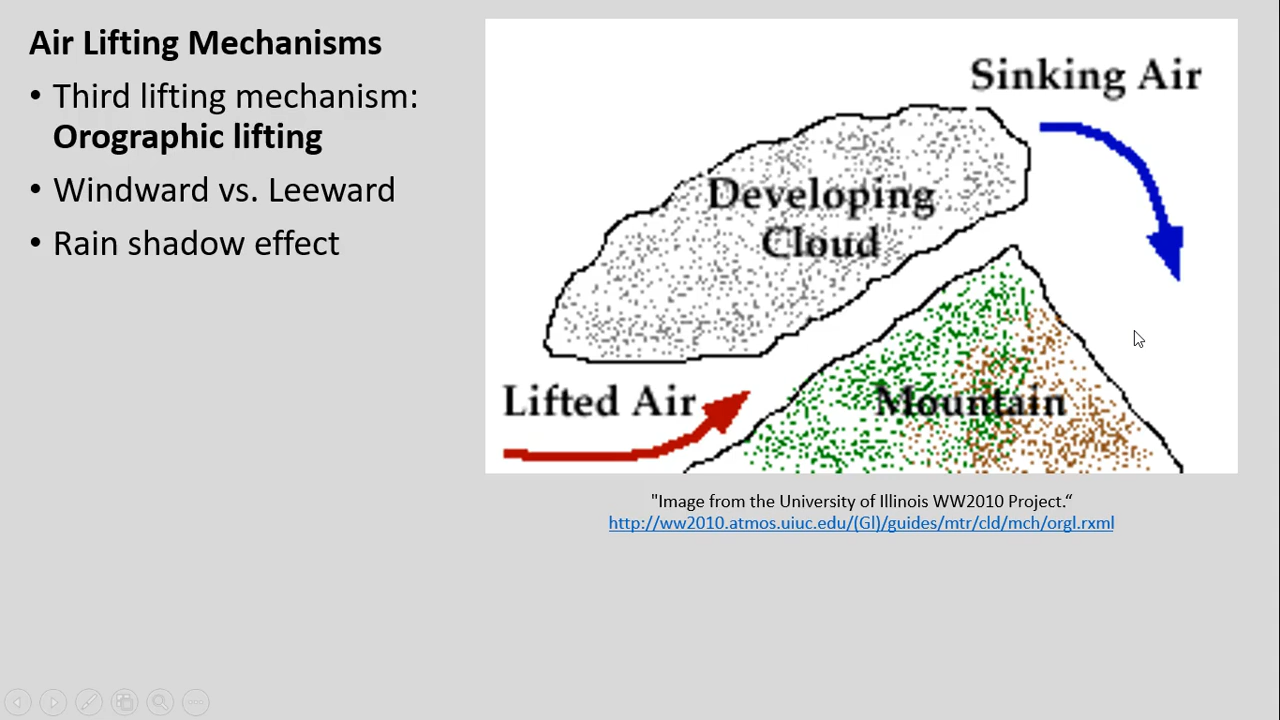 Air Lifting Mechanisms
• Third lifting mechanism:
Orographic lifting
• Windward vs. Leeward
• Rain shadow effect
Sinking Air
Developing
Cloud
Lifted Air
Mountain
"Image from the University of Illinois WW2010 Project.“
http://ww2010.atmos.uiuc.edu/(Gl)/guides/mtr/cld/mch/orgl.rxml